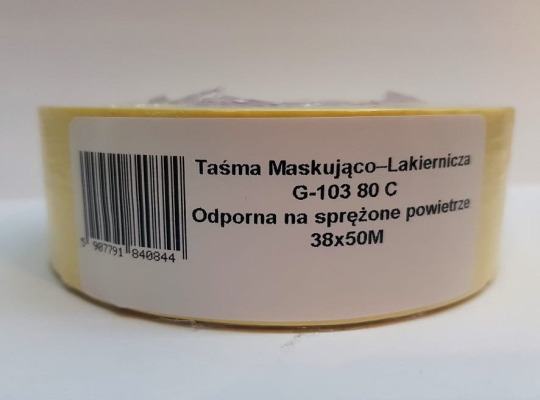 Taśma Maskująco–Lakiernicza
G-103 80 C
Odporna na sprężone powietrze
38x50M
5 907791 840844